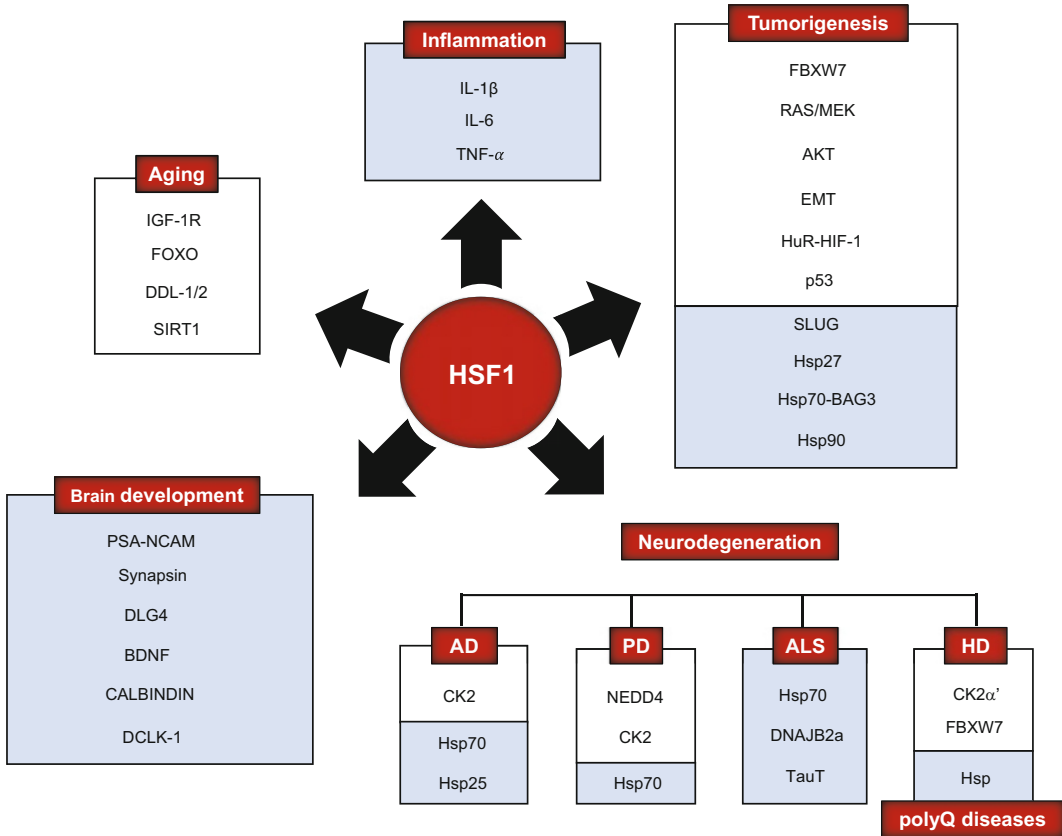 Inflammation
IL-1β
IL-6
TNF-α
Tumorigenesis
FBXW7
RAS/MEK
AKT
EMT
HuR-HIF-1
p53
SLUG
Hsp27
Hsp70-BAG3
Hsp90
Aging
IGF-1R
FOXO
DDL-1/2
SIRT1
HSF1
Brain development
PSA-NCAM
Synapsin
DLG4
BDNF
CALBINDIN
DCLK-1
Neurodegeneration
AD
CK2
Hsp70
Hsp25
PD
NEDD4
CK2
Hsp70
ALS
Hsp70
DNAJB2a
TauT
HD
CK2α’
FBXW7
Hsp
polyQ diseases